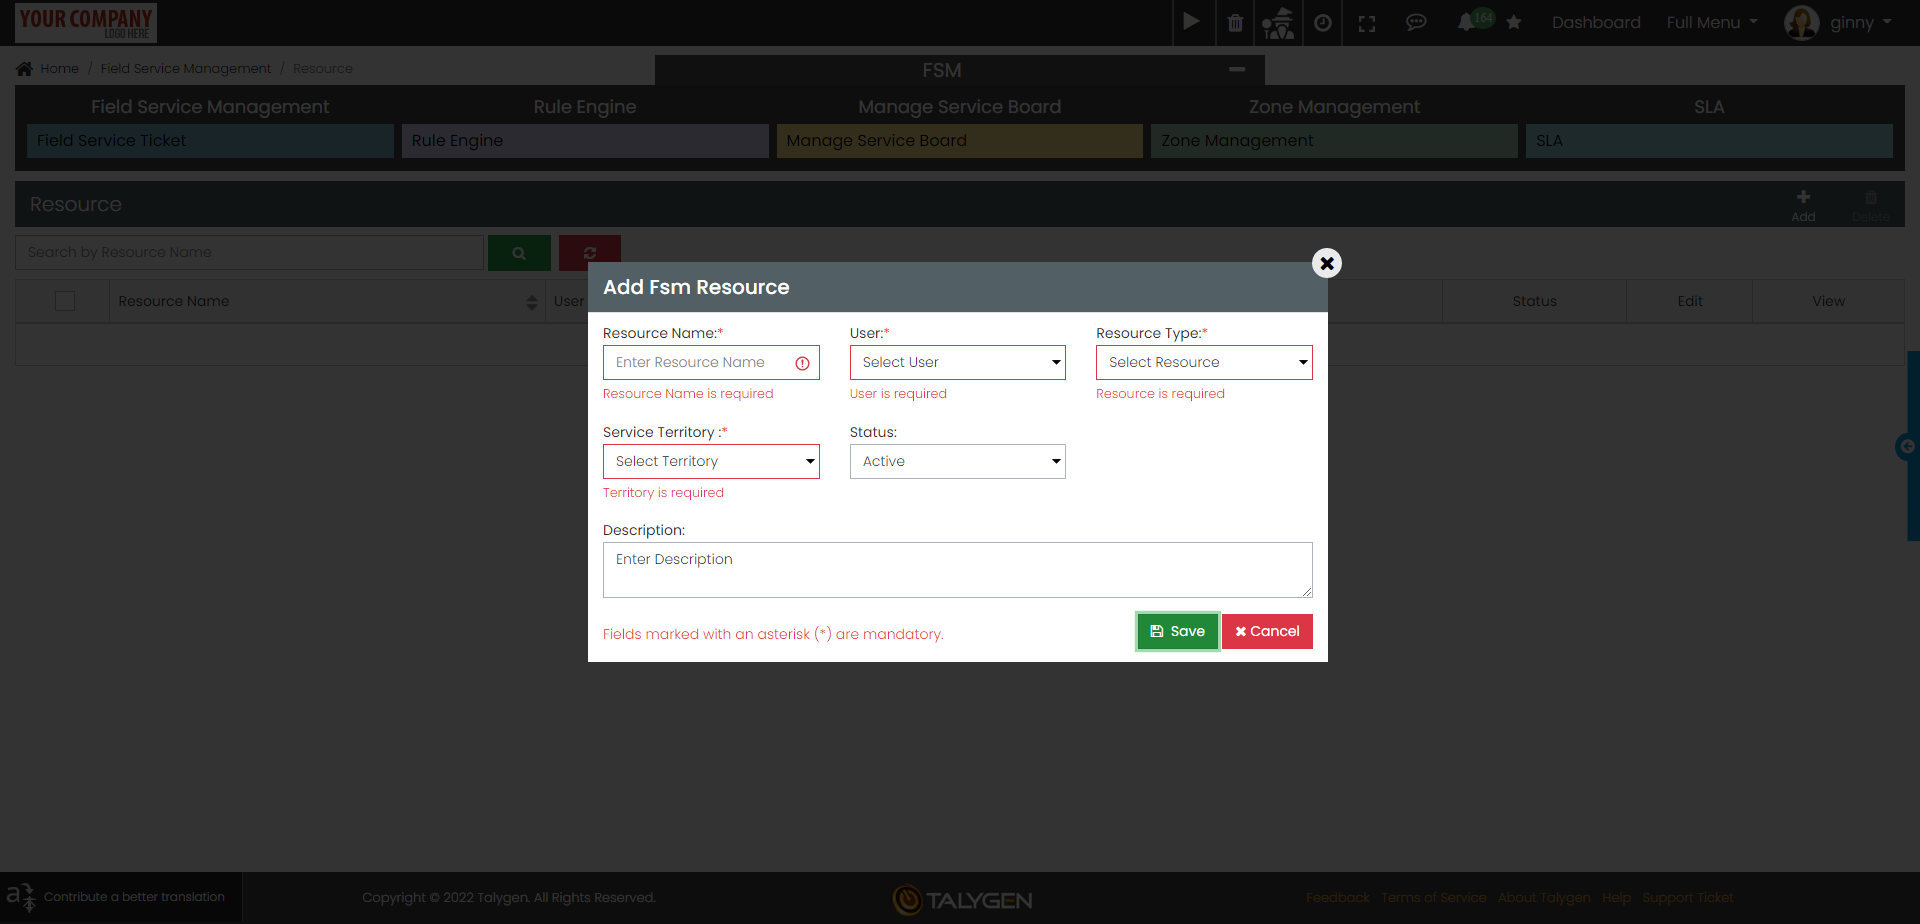 YOUR COMPANY
LOGO HERE
164
Dashboard
Full Menu
ginny
Home / Field Service Management / Resource
FSM
Field Service Management
Rule Engine
Manage Service Board
Zone Management
SLA
Field Service Ticket
Rule Engine
Manage Service Board
Zone Management
SLA
Resource
Add
Delete
Search by Resource Name
Resource Name
User
Status
Edit
View
Add Fsm Resource
Resource Name:*
User:*
Resource Type:*
Enter Resource Name
Select User
Select Resource
Resource Name is required
User is required
Resource is required
Service Territory :*
Status:
Select Territory
Active
Territory is required
Description:
Enter Description
Fields marked with an asterisk (*) are mandatory.
Save
Cancel
Contribute a better translation
Copyright © 2022 Talygen. All Rights Reserved.
TALYGEN
Feedback
Terms of Service
About Talygen
Help
Support Ticket